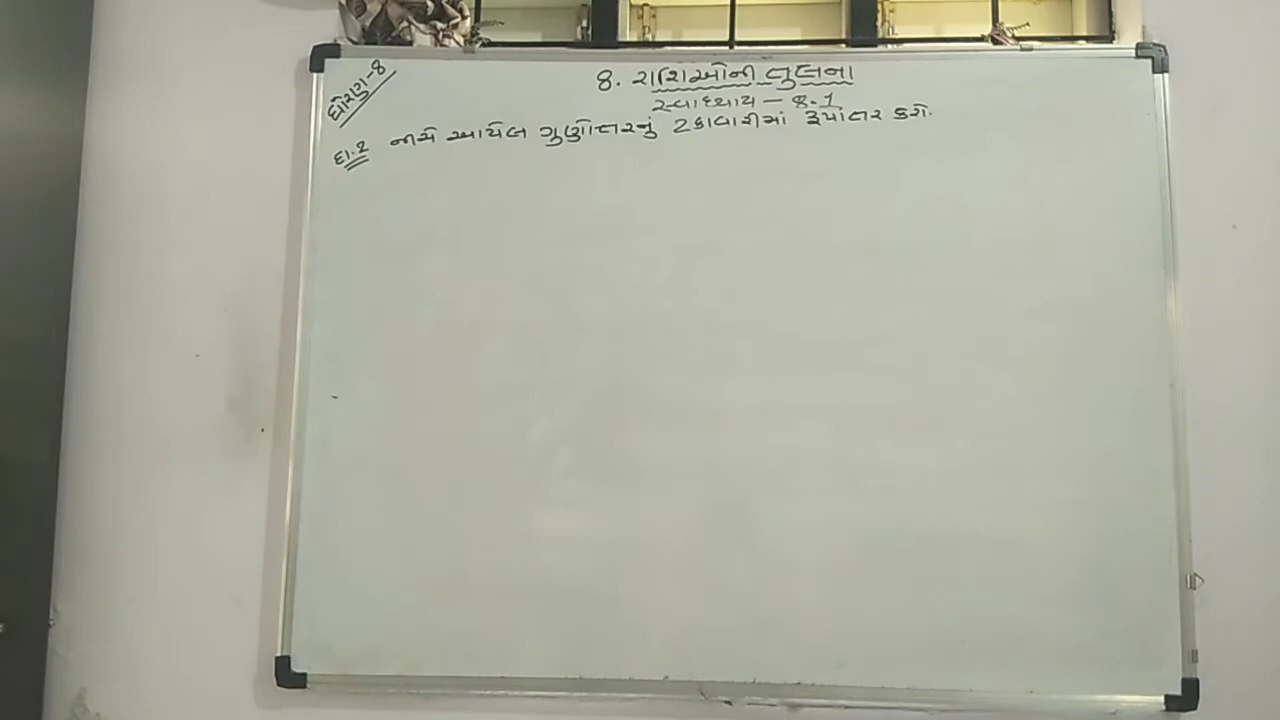 ધોરણ-8
8. રાશિઓની તુલના
સ્વાધ્યાય - 8.1
દા.2 નીચે આપેલ ગુણોત્તરનું ટકાવારીમાં રૂપાંતર કરો.